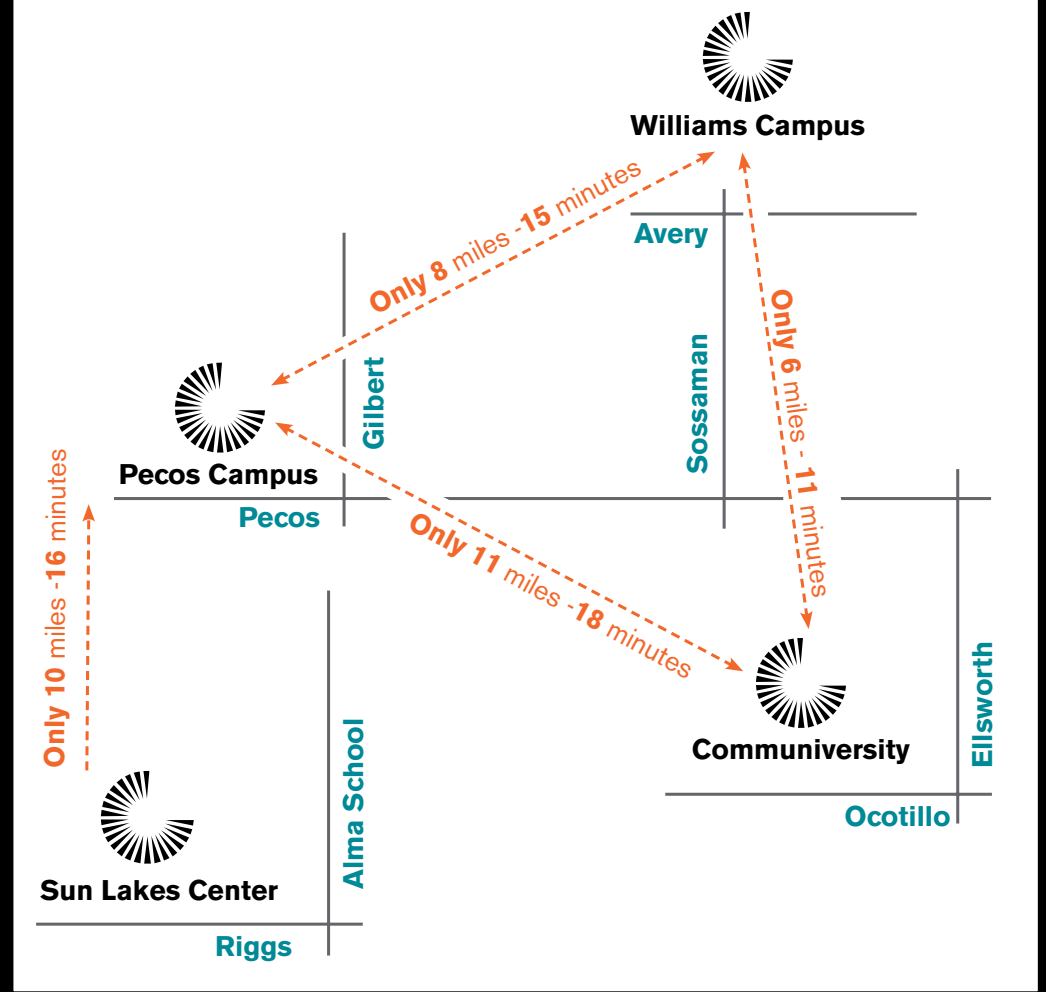 Williams Campus
Only 8 miles -15 minutes
Avery
Only 6 miles - 11 minutes
Gilbert
Sossaman
Pecos Campus
Pecos
Only 10 miles -16 minutes
Only 11 miles -18 minutes
Communiversity
Ellsworth
Ocotillo
Alma School
Sun Lakes Center
Riggs